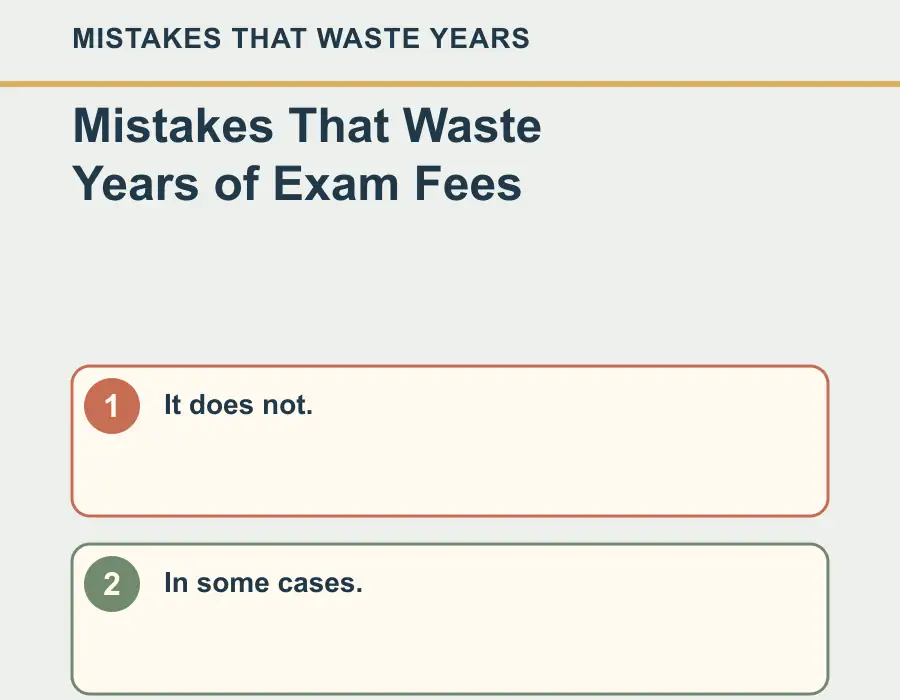 MISTAKES THAT WASTE YEARS
Mistakes That Waste
Years of Exam Fees
1 It does not.
2 In some cases.